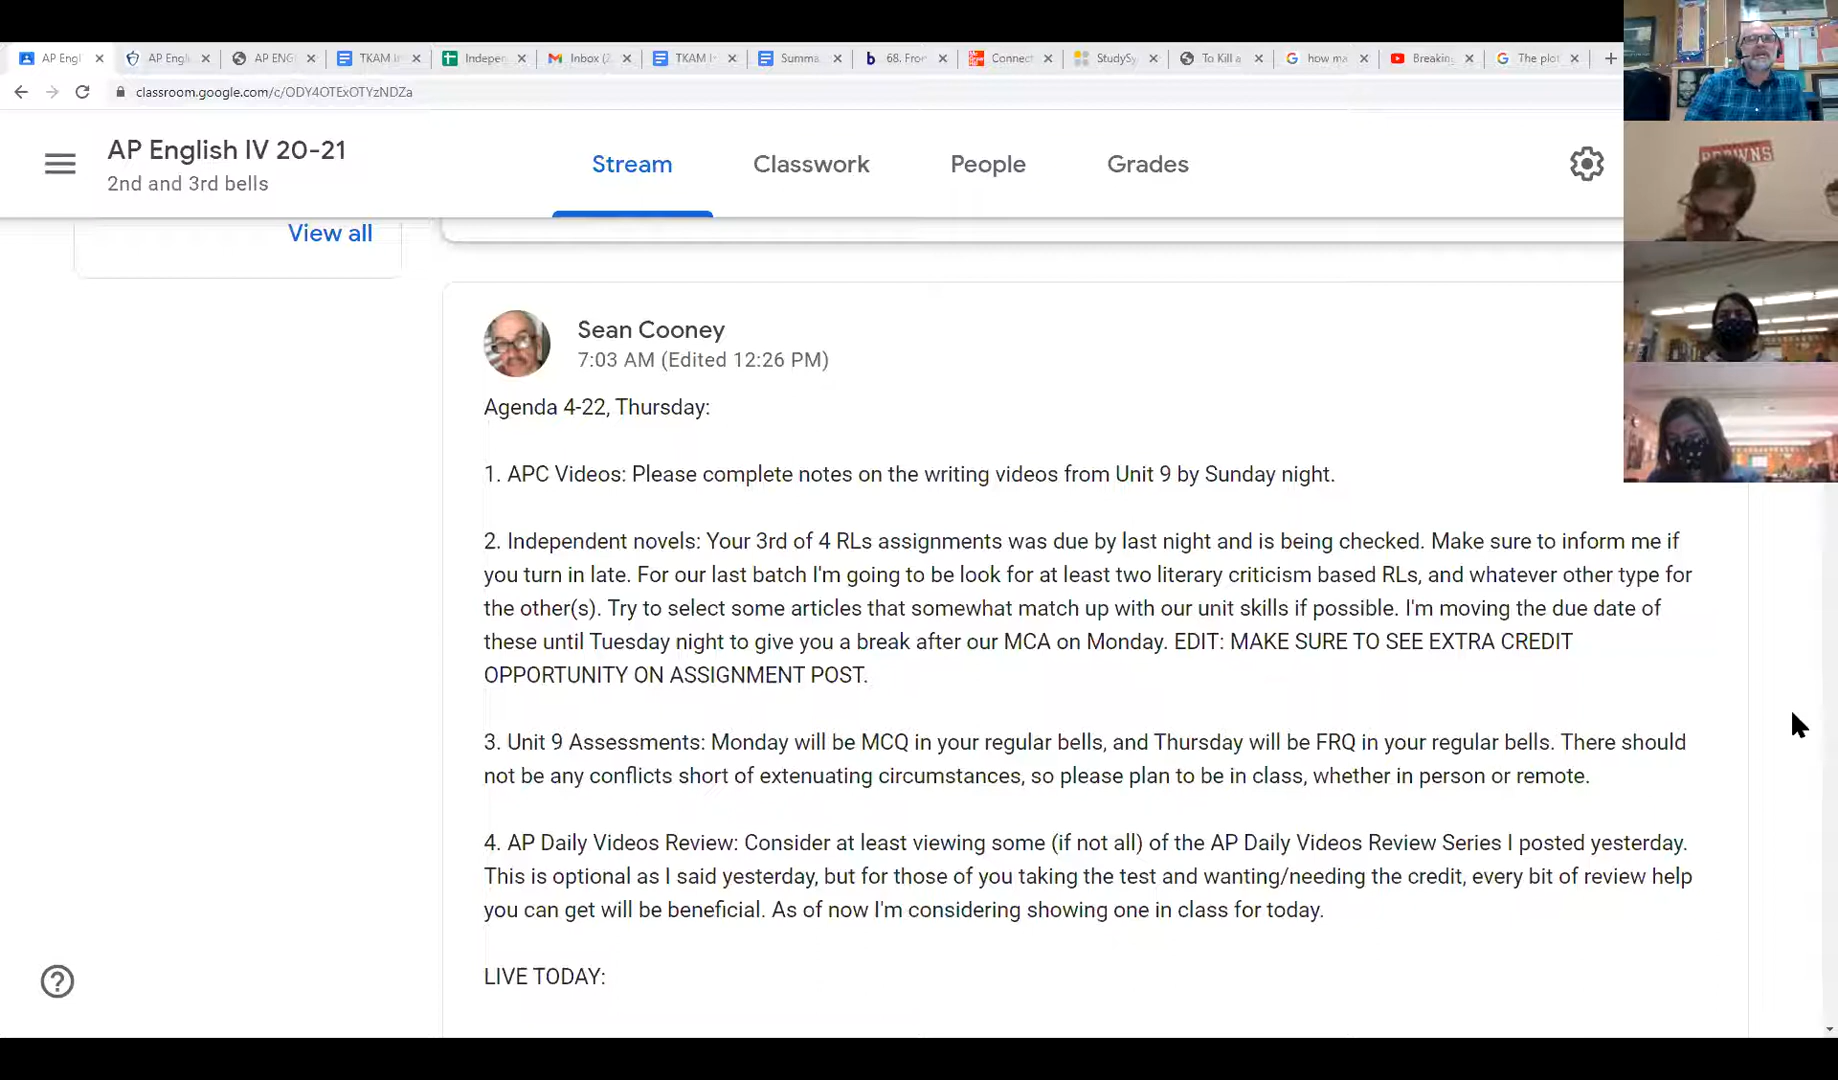 AP Engl
AP Engl
AP ENG
TKAM I
Indeper
Inbox (2
TKAM I
Summa
68. Fror
Connect
StudySy
To Kill a
how ma
Breakin
The plot
classroom.google.com/c/ODY4OTExOTYzNDZa
AP English IV 20-21
2nd and 3rd bells
Stream
Classwork
People
Grades
View all
Sean Cooney
7:03 AM (Edited 12:26 PM)
Agenda 4-22, Thursday:
1. APC Videos: Please complete notes on the writing videos from Unit 9 by Sunday night.
2. Independent novels: Your 3rd of 4 RLs assignments was due by last night and is being checked. Make sure to inform me if
you turn in late. For our last batch I'm going to be look for at least two literary criticism based RLs, and whatever other type for
the other(s). Try to select some articles that somewhat match up with our unit skills if possible. I'm moving the due date of
these until Tuesday night to give you a break after our MCA on Monday. EDIT: MAKE SURE TO SEE EXTRA CREDIT
OPPORTUNITY ON ASSIGNMENT POST.
3. Unit 9 Assessments: Monday will be MCQ in your regular bells, and Thursday will be FRQ in your regular bells. There should
not be any conflicts short of extenuating circumstances, so please plan to be in class, whether in person or remote.
4. AP Daily Videos Review: Consider at least viewing some (if not all) of the AP Daily Videos Review Series I posted yesterday.
This is optional as I said yesterday, but for those of you taking the test and wanting/needing the credit, every bit of review help
you can get will be beneficial. As of now I'm considering showing one in class for today.
LIVE TODAY: